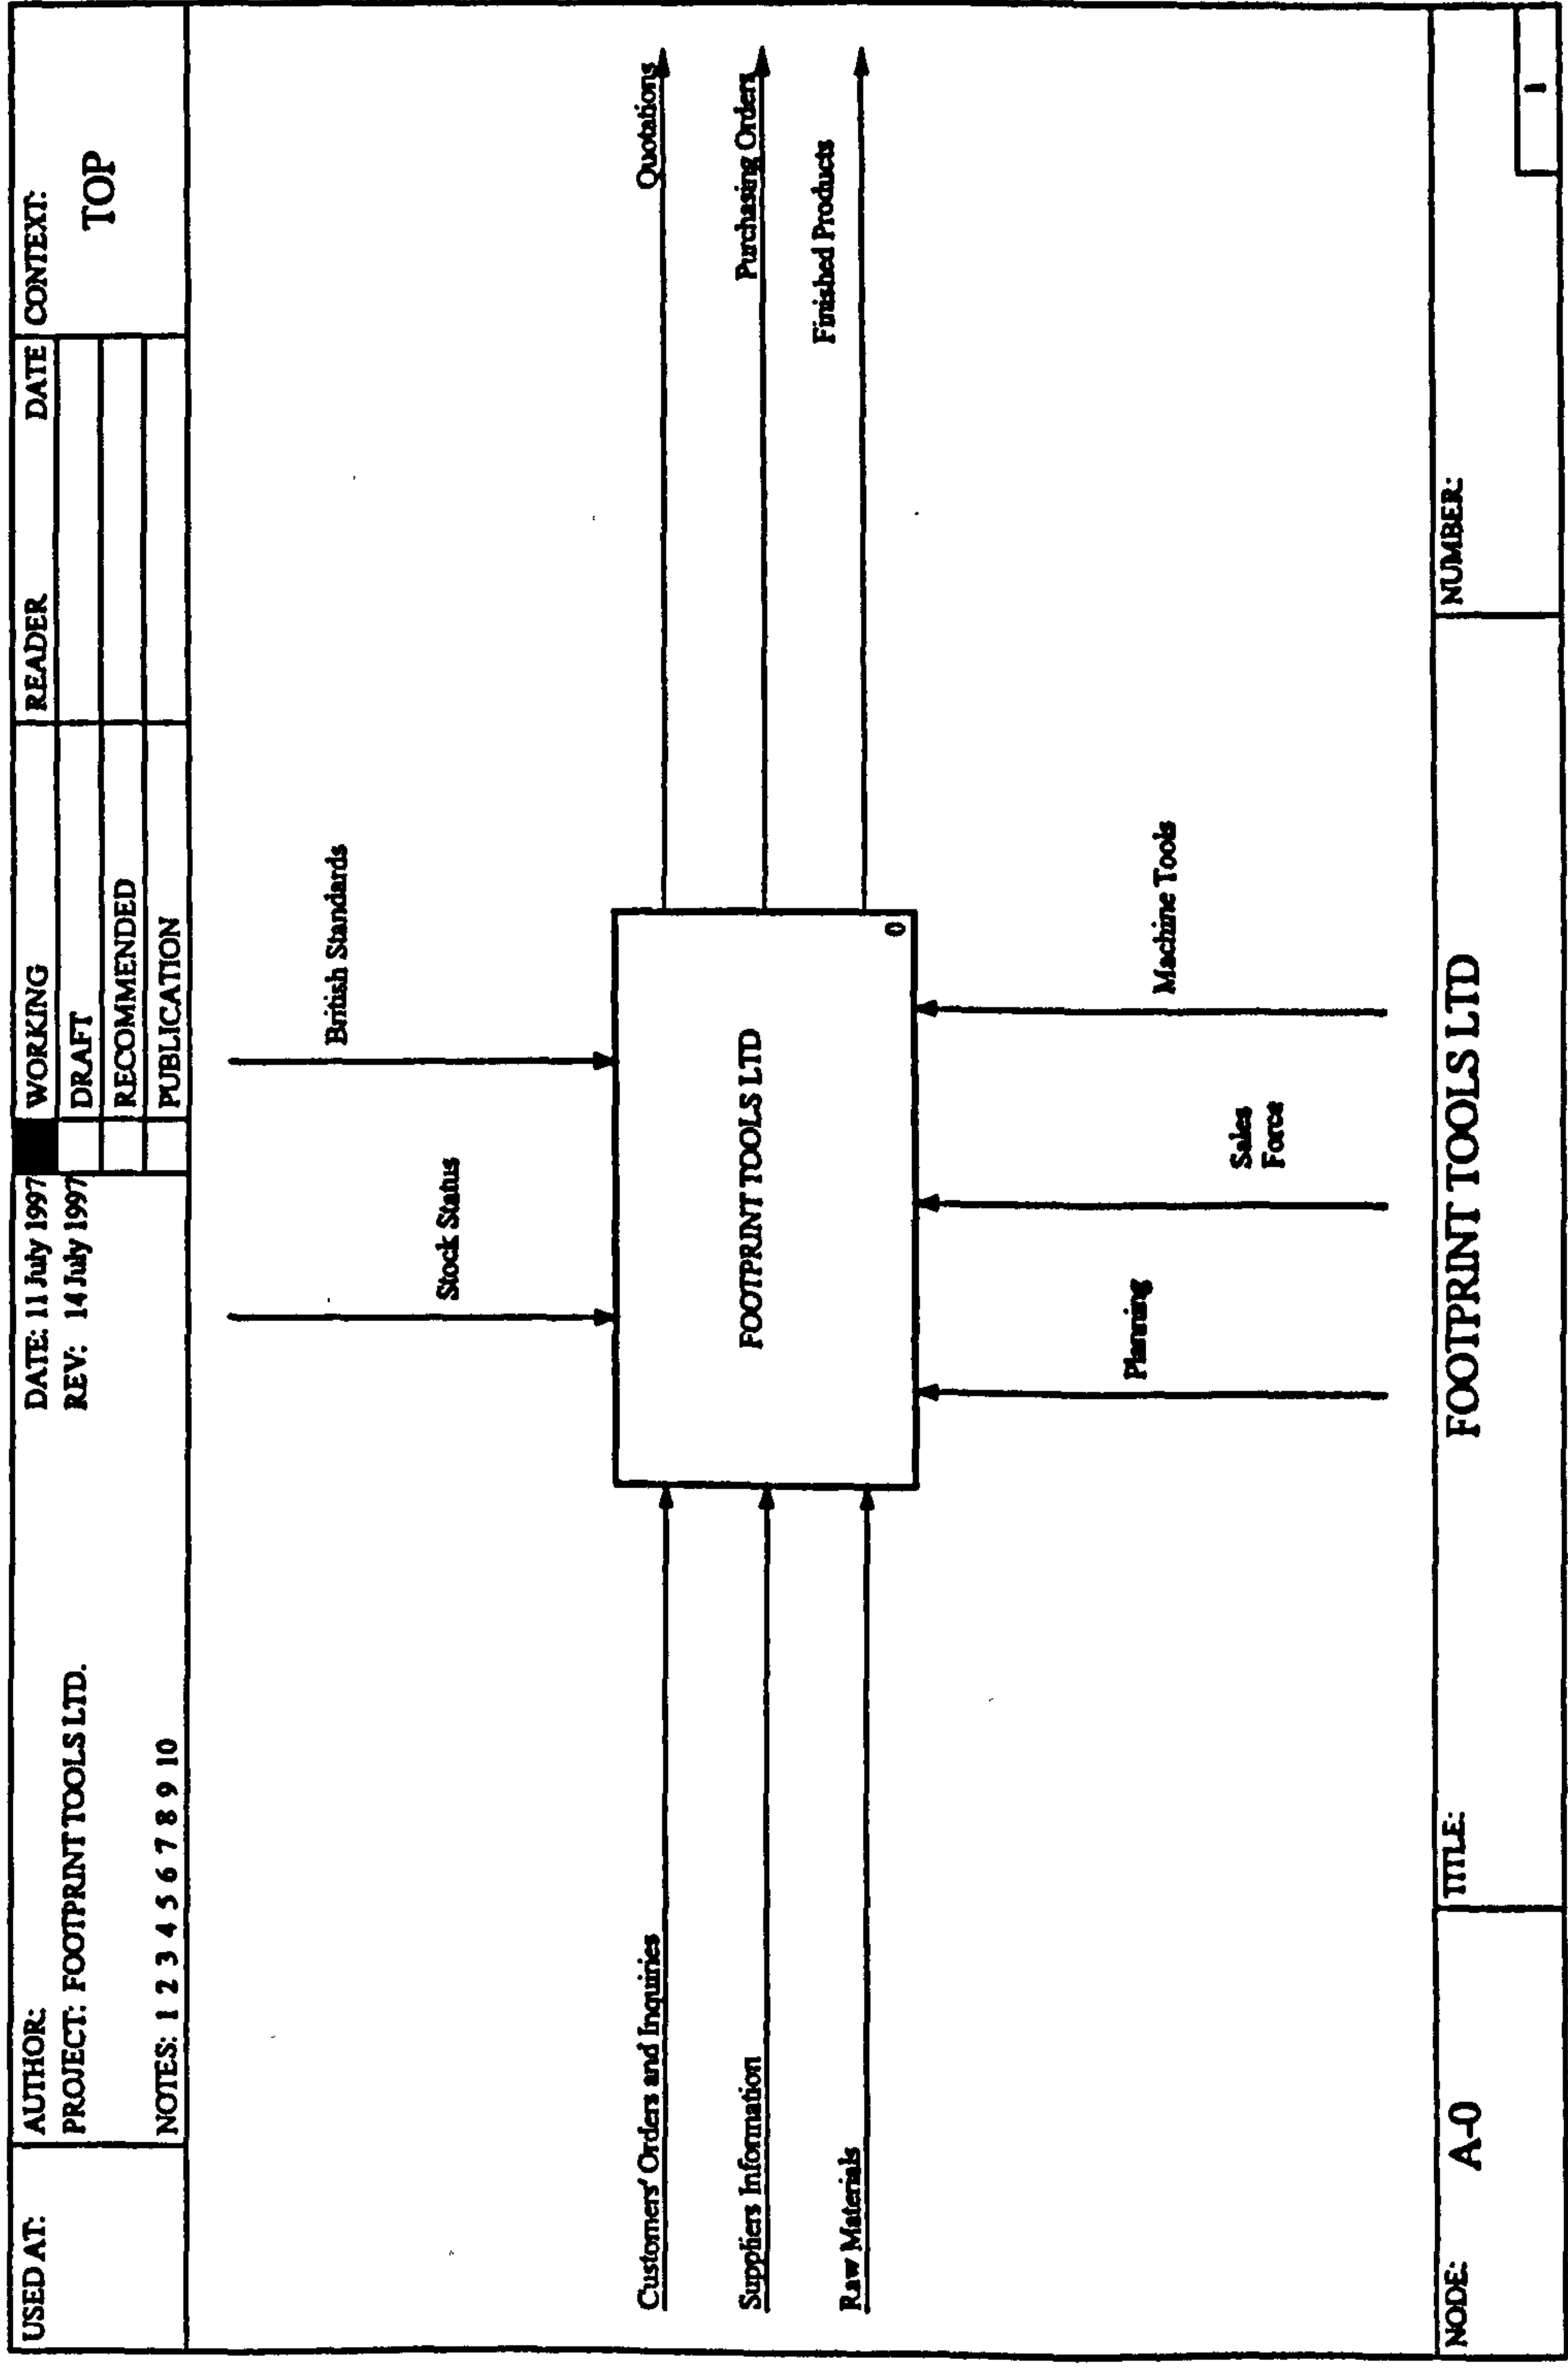 USED AT:
AUTHOR:
PROJECT: FOOTPRINT TOOLS LTD.
NOTES: 1 2 3 4 5 6 7 8 9 10
DATE: 11 July 1997
REV: 14 July 1997
WORKING
DRAFT
RECOMMENDED
PUBLICATION
READER
DATE
CONTEXT:
TOP
British Standards
Stock Status
Customers' Orders and Inquiries
Suppliers Information
Raw Materials
FOOTPRINT TOOLS LTD
0
Quotations
Purchasing Orders
Finished Products
Planning
Sales
Force
Machine Tools
NODE:
A-0
TITLE:
FOOTPRINT TOOLS LTD
NUMBER:
1